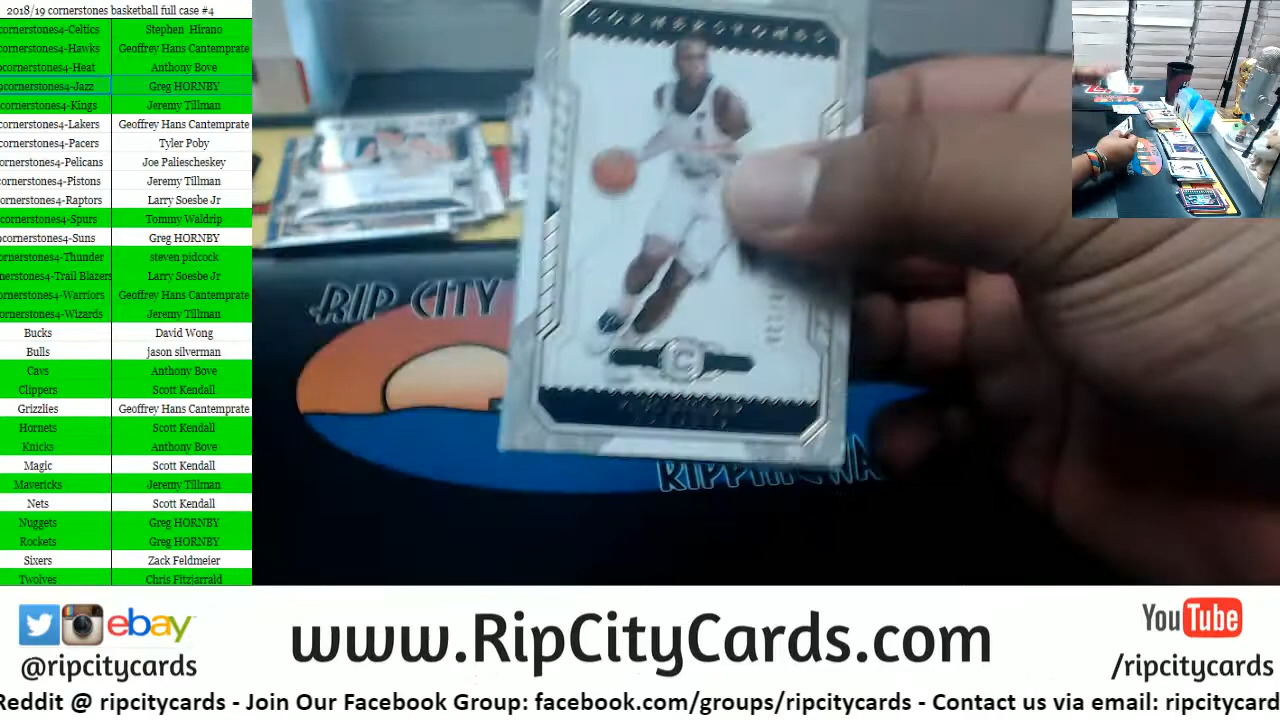 2018/19 cornerstones basketball full case #4
cornerstones4-Celtics Stephen Hirano
cornerstones4-Hawks Geoffrey Hans Cantemprate
cornerstones4-Heat Anthony Bove
9cornerstones4-Jazz Greg HORNBY
cornerstones4-Kings Jeremy Tillman
cornerstones4-Lakers Geoffrey Hans Cantemprate
cornerstones4-Pacers Tyler Poby
cornerstones4-Pelicans Joe Paliescheskey
cornerstones4-Pistons Jeremy Tillman
cornerstones4-Raptors Larry Soesbe Jr
cornerstones4-Spurs Tommy Waldrip
cornerstones4-Suns Greg HORNBY
cornerstones4-Thunder steven pidcock
cornerstones4-Trail Blazers Larry Soesbe Jr
cornerstones4-Warriors Geoffrey Hans Cantemprate
cornerstones4-Wizards Jeremy Tillman
Bucks David Wong
Bulls jason silverman
Cavs Anthony Bove
Clippers Scott Kendall
Grizzlies Geoffrey Hans Cantemprate
Hornets Scott Kendall
Knicks Anthony Bove
Magic Scott Kendall
Mavericks Jeremy Tillman
Nets Scott Kendall
Nuggets Greg HORNBY
Rockets Greg HORNBY
Sixers Zack Feldmeier
Twolves Chris Fitzjarrald
CORNERSTONES
C
RIP CITY
ebay
@ripcitycards
www.RipCityCards.com
YouTube
/ripcitycards
Reddit @ ripcitycards - Join Our Facebook Group: facebook.com/groups/ripcitycards - Contact us via email: ripcitycard